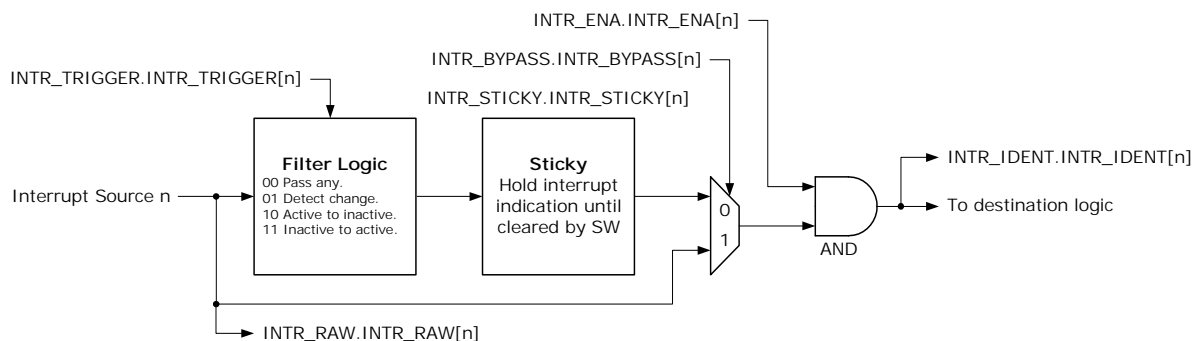 INTR_ENA.INTR_ENA[n]
INTR_BYPASS.INTR_BYPASS[n]
INTR_TRIGGER.INTR_TRIGGER[n]
INTR_STICKY.INTR_STICKY[n]
Filter Logic
00 Pass any.
01 Detect change.
10 Active to inactive.
11 Inactive to active.
Sticky
Hold interrupt
indication until
cleared by SW
Interrupt Source n
0
1
AND
INTR_IDENT.INTR_IDENT[n]
To destination logic
INTR_RAW.INTR_RAW[n]